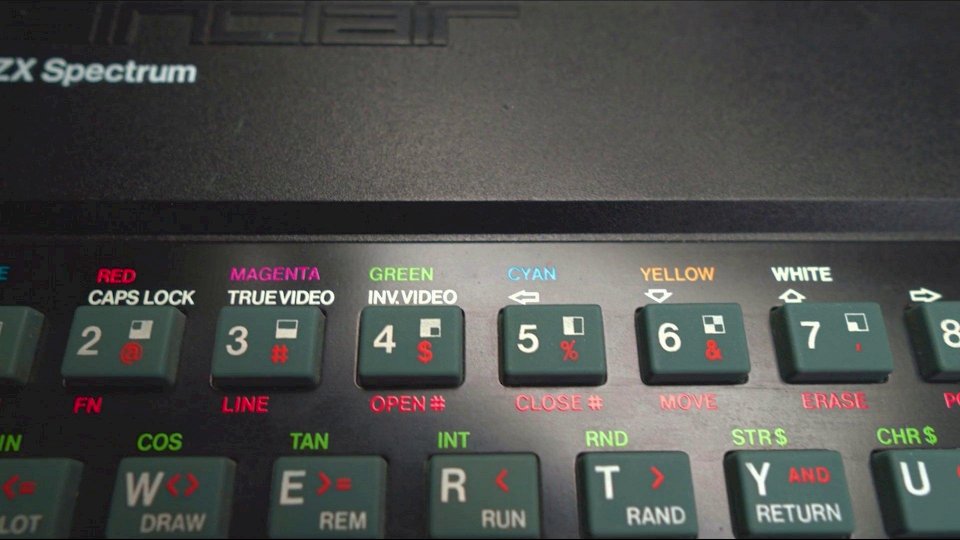 ZX Spectrum
RED MAGENTA GREEN CYAN YELLOW WHITE
CAPS LOCK TRUE VIDEO INV. VIDEO
2 3 4 5 6 7 8
@ # $ % & '
FN LINE OPEN # CLOSE # MOVE ERASE
COS TAN INT RND STR $ CHR $
<= W <> E >= R < T > Y AND U
DRAW REM RUN RAND RETURN